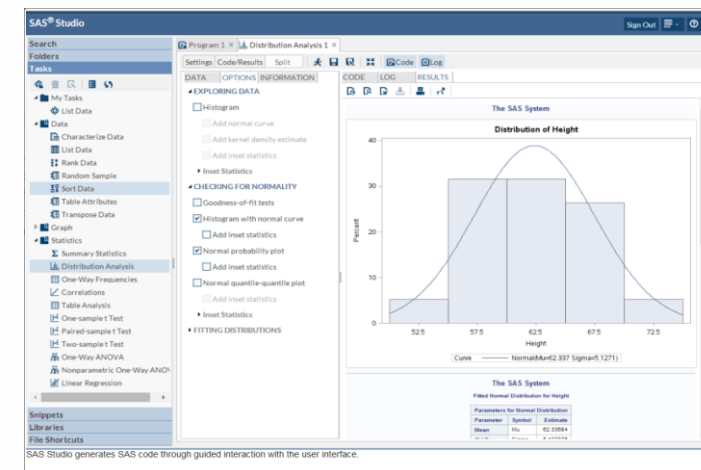 SAS® Studio
Sign Out
Search
Folders
Tasks
My Tasks
List Data
Data
Characterize Data
List Data
Rank Data
Random Sample
Sort Data
Table Attributes
Transpose Data
Graph
Statistics
Summary Statistics
Distribution Analysis
One-Way Frequencies
Correlations
Table Analysis
One-sample t Test
Paired-sample t Test
Two-sample t Test
One-Way ANOVA
Nonparametric One-Way ANOV
Linear Regression
Snippets
Libraries
File Shortcuts
Program 1 × Distribution Analysis 1 ×
Settings Code/Results Split Code Log
DATA OPTIONS INFORMATION
EXPLORING DATA
Histogram
Add normal curve
Add kernel density estimate
Add inset statistics
Inset Statistics
CHECKING FOR NORMALITY
Goodness-of-fit tests
Histogram with normal curve
Add inset statistics
Normal probability plot
Add inset statistics
Normal quantile-quantile plot
Add inset statistics
Inset Statistics
FITTING DISTRIBUTIONS
CODE LOG RESULTS
The SAS System
Distribution of Height
40
30
20
10
0
Percent
52.5 57.5 62.5 67.5 72.5
Height
Curve Normal(Mu=62.337 Sigma=5.1271)
The SAS System
Fitted Normal Distribution for Height
Parameters for Normal Distribution
Parameter Symbol Estimate
Mean Mu 62.33684
SAS Studio generates SAS code through guided interaction with the user interface.